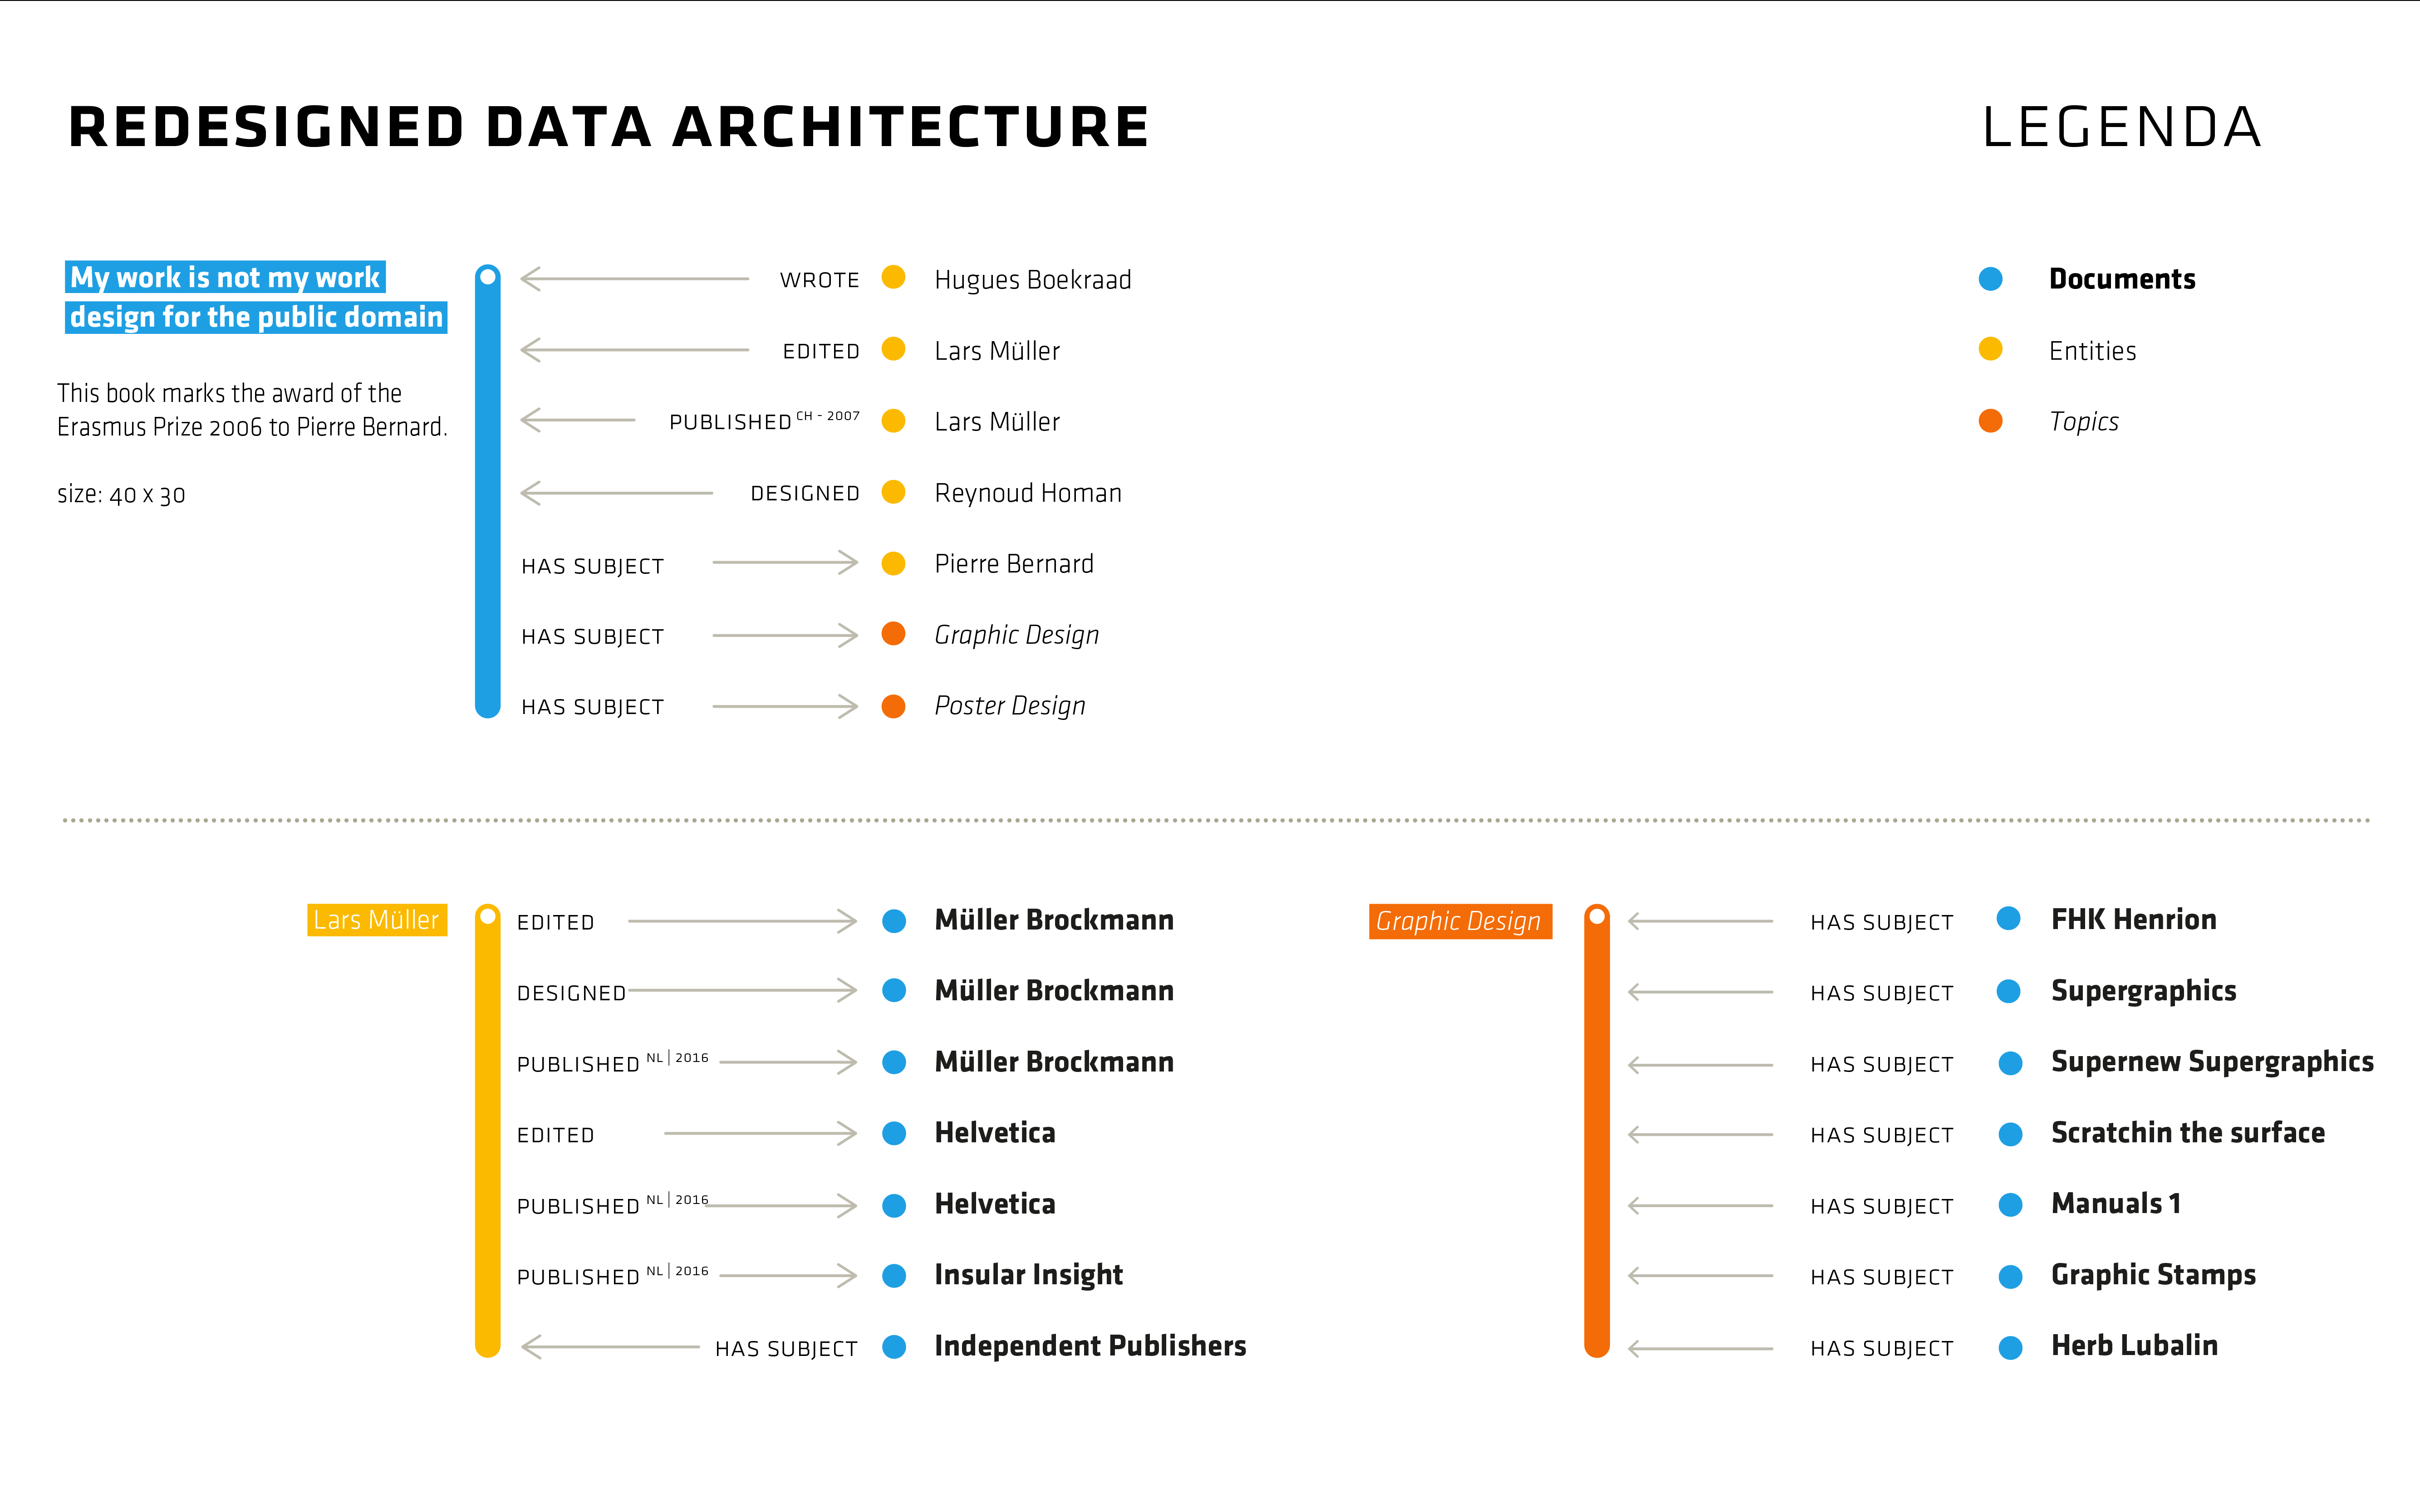 REDESIGNED DATA ARCHITECTURE
LEGENDA
My work is not my work
design for the public domain
This book marks the award of the
Erasmus Prize 2006 to Pierre Bernard.
size: 40 x 30
WROTE Hugues Boekraad
EDITED Lars Müller
PUBLISHED CH - 2007 Lars Müller
DESIGNED Reynoud Homan
HAS SUBJECT Pierre Bernard
HAS SUBJECT Graphic Design
HAS SUBJECT Poster Design
Documents
Entities
Topics
Lars Müller
EDITED Müller Brockmann
DESIGNED Müller Brockmann
PUBLISHED NL | 2016 Müller Brockmann
EDITED Helvetica
PUBLISHED NL | 2016 Helvetica
PUBLISHED NL | 2016 Insular Insight
HAS SUBJECT Independent Publishers
Graphic Design
HAS SUBJECT FHK Henrion
HAS SUBJECT Supergraphics
HAS SUBJECT Supernew Supergraphics
HAS SUBJECT Scratchin the surface
HAS SUBJECT Manuals 1
HAS SUBJECT Graphic Stamps
HAS SUBJECT Herb Lubalin